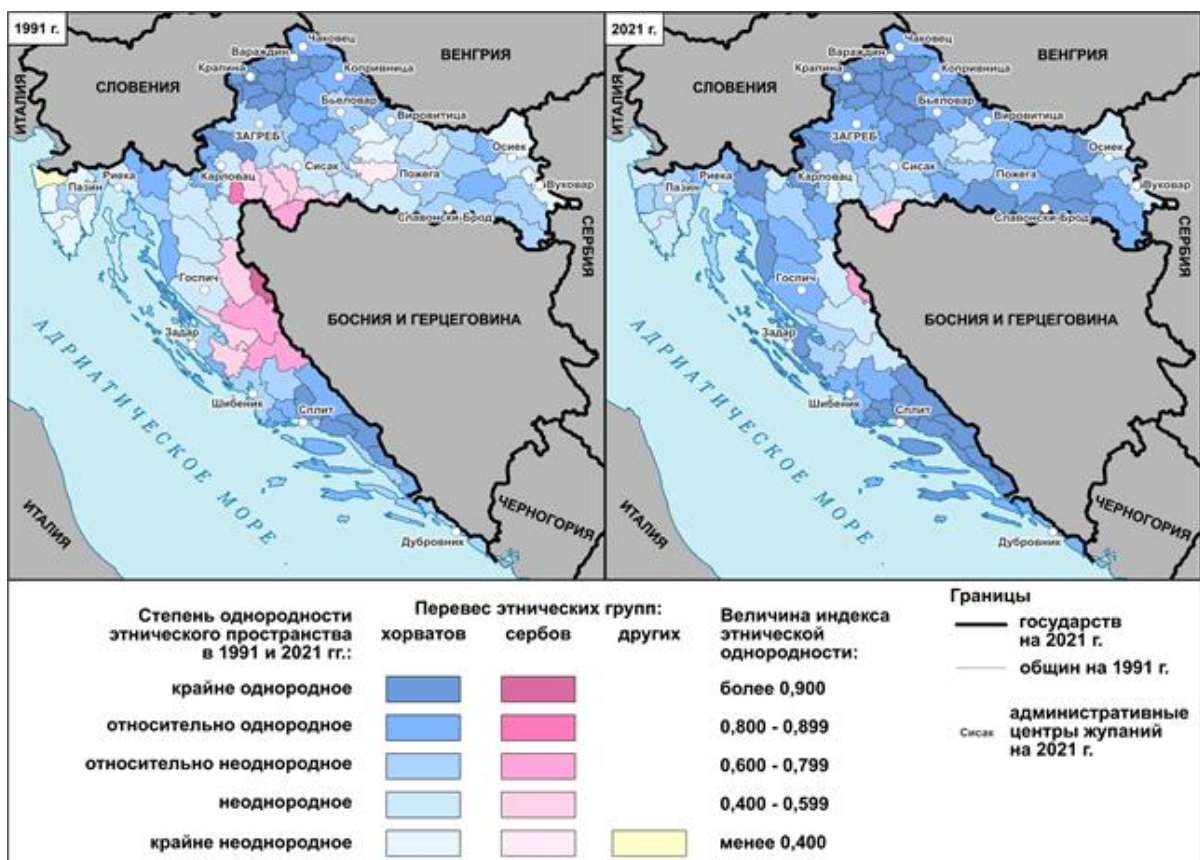 1991 г.
ВЕНГРИЯ
СЛОВЕНИЯ
ИТАЛИЯ
Чаковец
Вараждин
Крапина
Копривница
Бьеловар
Вировитица
ЗАГРЕБ
Осиек
Сисак
Карловац
Риека
Пазин
Пожега
Вуковар
Славонски-Брод
СЕРБИЯ
Госпич
БОСНИЯ И ГЕРЦЕГОВИНА
Задар
Шибеник
Сплит
АДРИАТИЧЕСКОЕ МОРЕ
ИТАЛИЯ
ЧЕРНОГОРИЯ
Дубровник
2021 г.
ВЕНГРИЯ
СЛОВЕНИЯ
ИТАЛИЯ
Чаковец
Вараждин
Крапина
Копривница
Бьеловар
Вировитица
ЗАГРЕБ
Осиек
Сисак
Карловац
Риека
Пазин
Пожега
Вуковар
Славонски-Брод
СЕРБИЯ
Госпич
БОСНИЯ И ГЕРЦЕГОВИНА
Задар
Шибеник
Сплит
АДРИАТИЧЕСКОЕ МОРЕ
ИТАЛИЯ
ЧЕРНОГОРИЯ
Дубровник
Степень однородности
этнического пространства
в 1991 и 2021 гг.:
Перевес этнических групп:
хорватов сербов других
Величина индекса
этнической
однородности:
крайне однородное более 0,900
относительно однородное 0,800 - 0,899
относительно неоднородное 0,600 - 0,799
неоднородное 0,400 - 0,599
крайне неоднородное менее 0,400
Границы
государств
на 2021 г.
общин на 1991 г.
Сисак
административные
центры жупаний
на 2021 г.